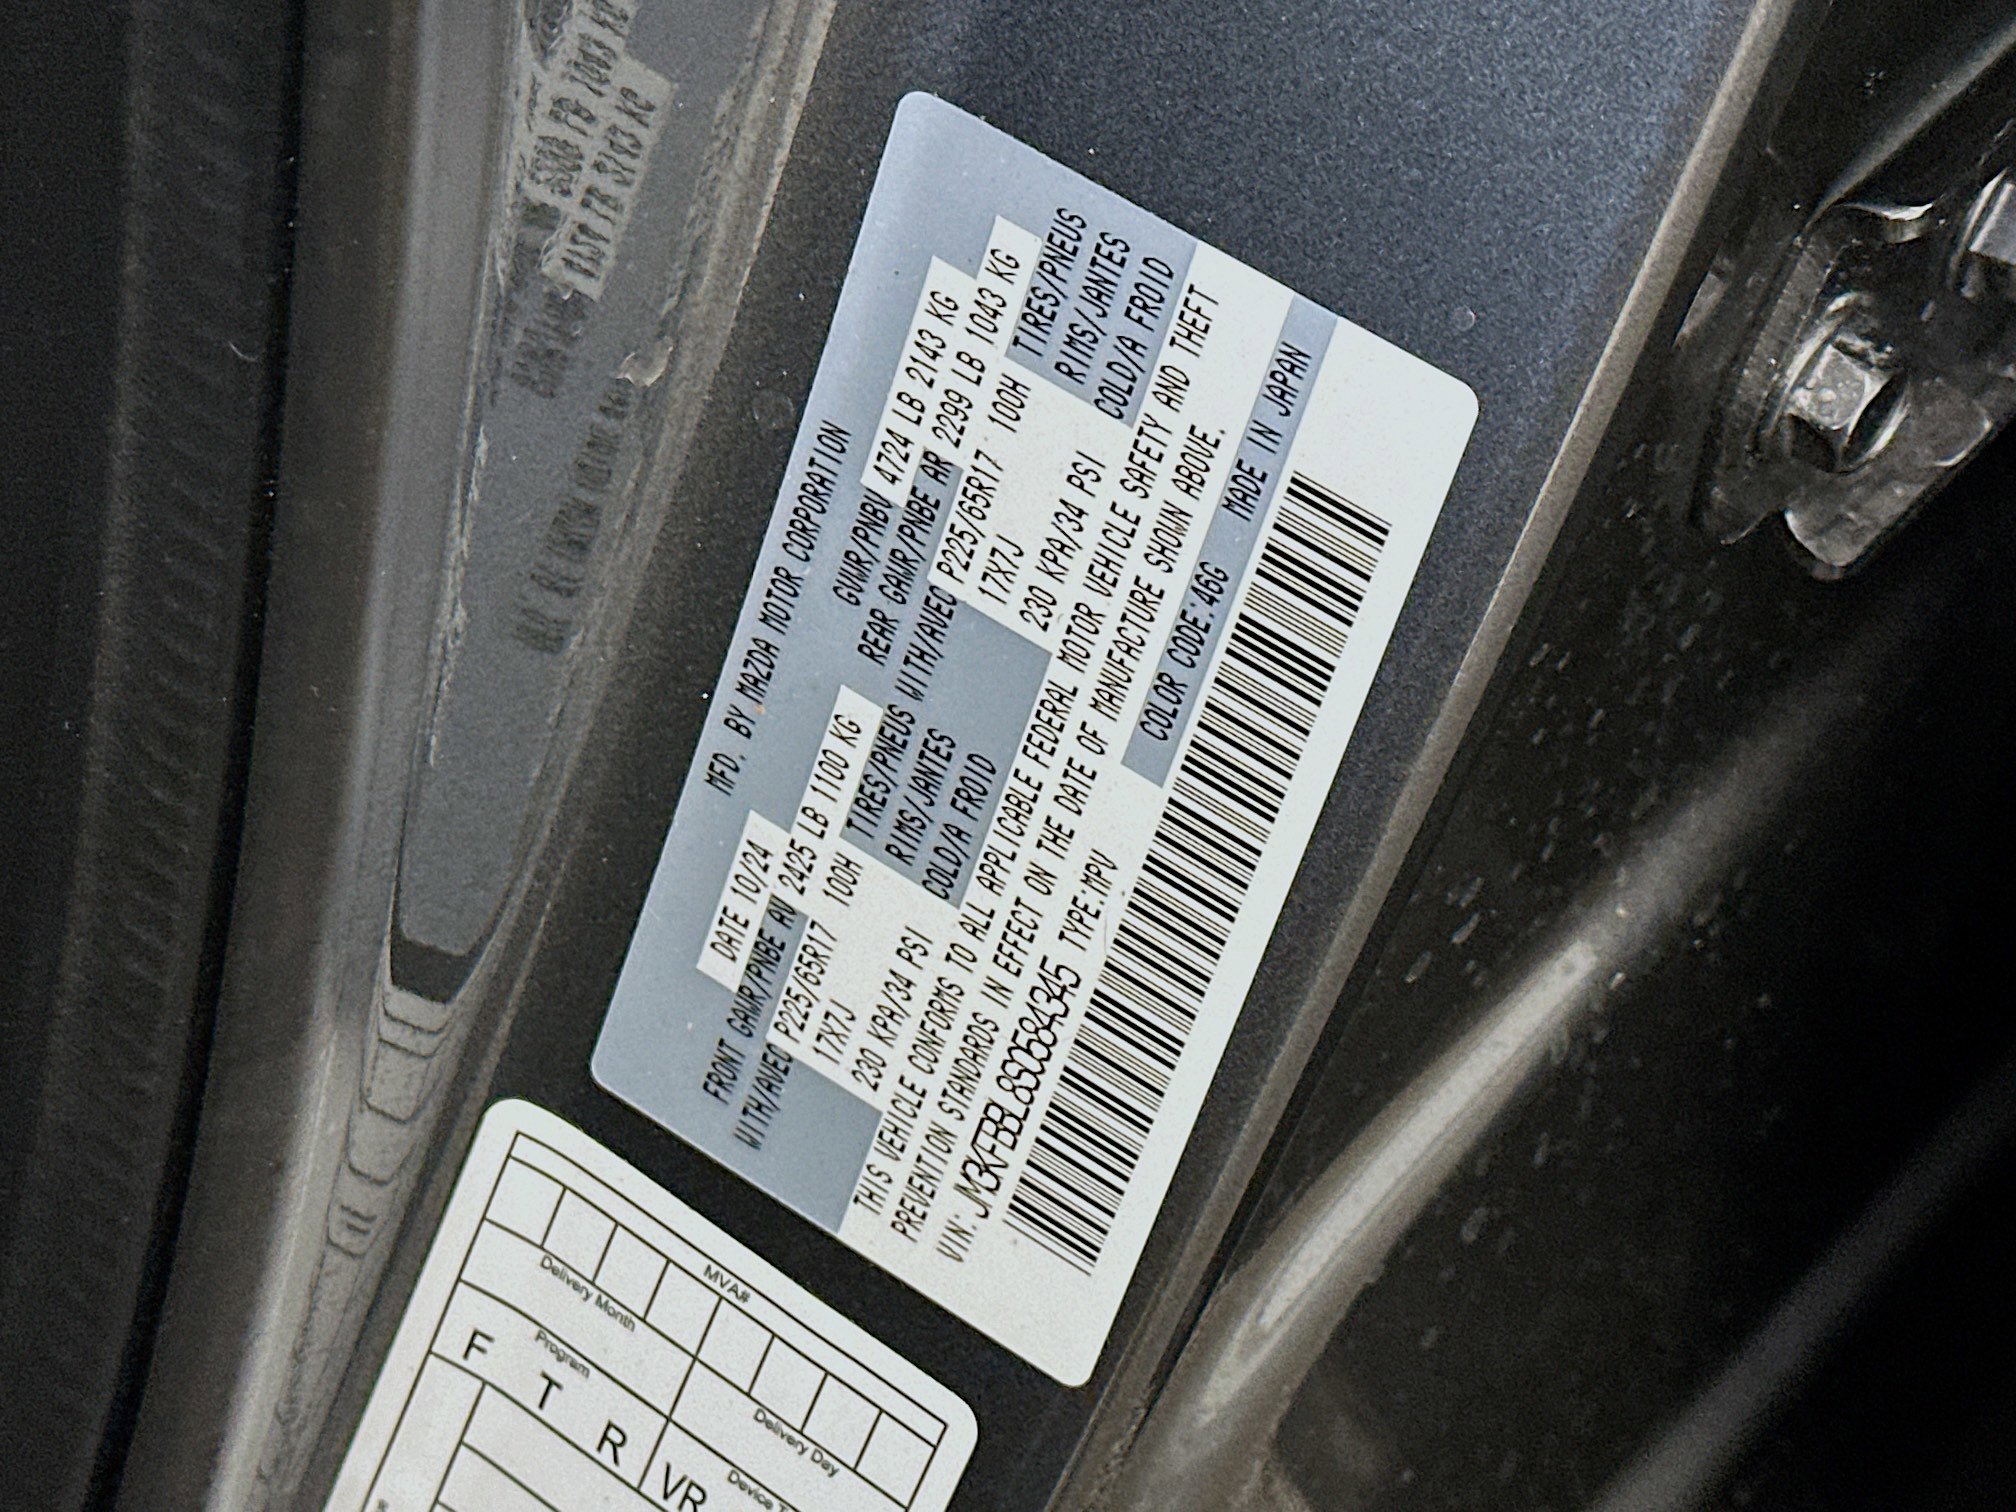 MFD. BY MAZDA MOTOR CORPORATION
DATE 10/24 GVWR/PNBV 4724 LB 2143 KG
FRONT GAWR/PNBE AV 2425 LB 1100 KG REAR GAWR/PNBE AR 2299 LB 1043 KG
WITH/AVEC P225/65R17 100H TIRES/PNEUS WITH/AVEC P225/65R17 100H TIRES/PNEUS
17X7J RIMS/JANTES 17X7J RIMS/JANTES
230 KPA/34 PSI COLD/A FROID 230 KPA/34 PSI COLD/A FROID
THIS VEHICLE CONFORMS TO ALL APPLICABLE FEDERAL MOTOR VEHICLE SAFETY AND THEFT
PREVENTION STANDARDS IN EFFECT ON THE DATE OF MANUFACTURE SHOWN ABOVE.
VIN: JM3KFBBL8S0584345 TYPE:MPV COLOR CODE:46G MADE IN JAPAN
MVA#
Delivery Month Delivery Day
Program Device
F T R VR